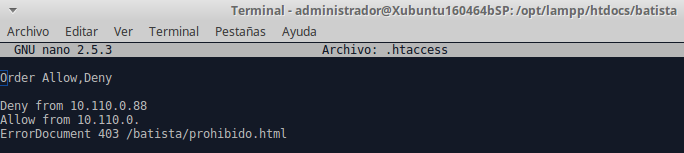 Terminal - administrador@Xubuntu160464bSP: /opt/lampp/htdocs/batista
Archivo Editar Ver Terminal Pestañas Ayuda
GNU nano 2.5.3 Archivo: .htaccess
Order Allow,Deny
Deny from 10.110.0.88
Allow from 10.110.0.
ErrorDocument 403 /batista/prohibido.html